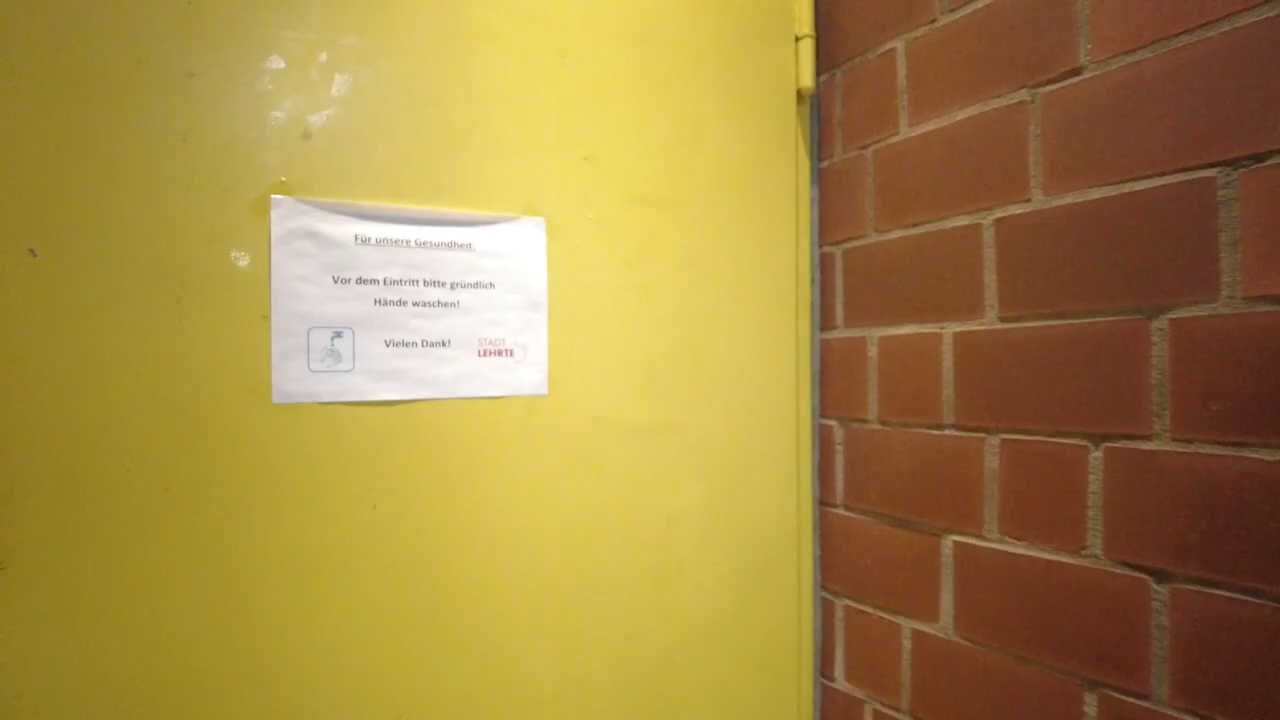 Für unsere Gesundheit:
Vor dem Eintritt bitte gründlich
Hände waschen!
Vielen Dank!
STADT
LEHRTE